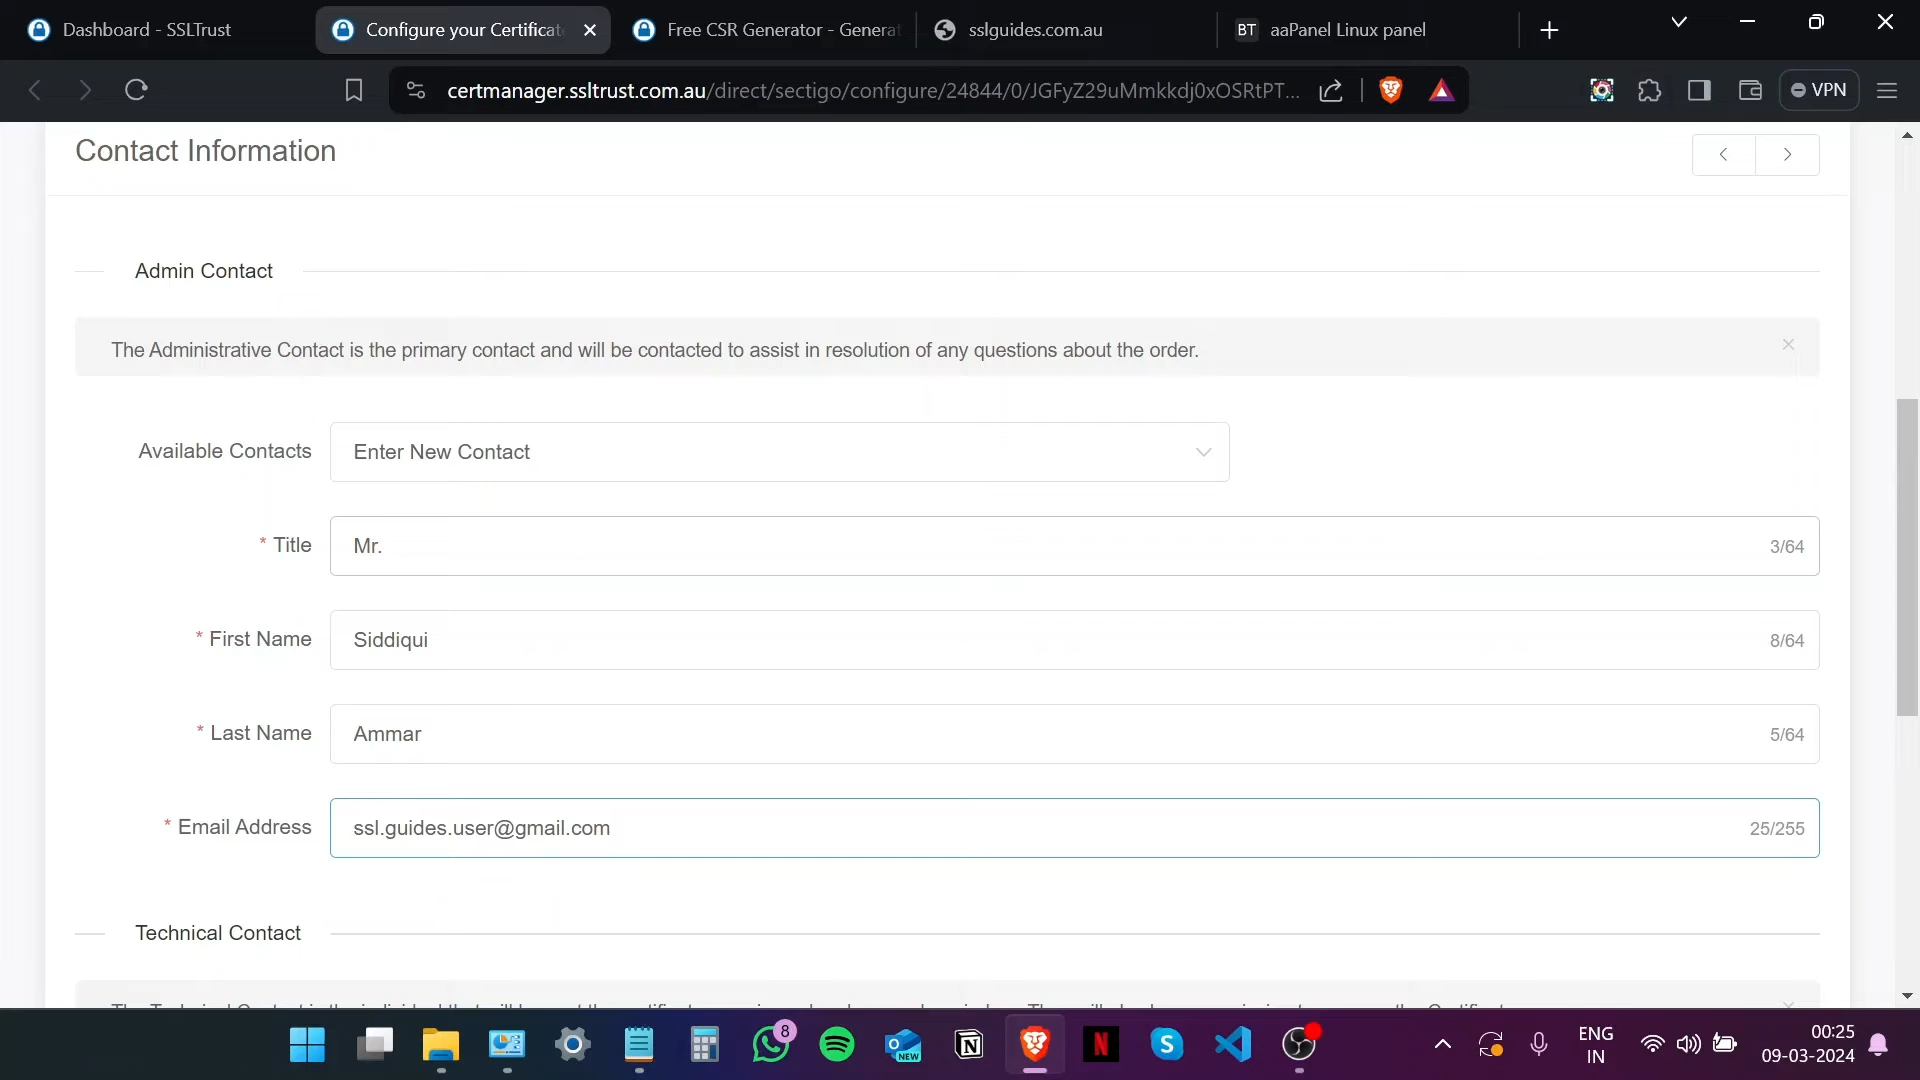 Dashboard - SSLTrust
Configure your Certificat
Free CSR Generator - Generat
sslguides.com.au
BT aaPanel Linux panel
certmanager.ssltrust.com.au/direct/sectigo/configure/24844/0/JGFyZ29uMmkkdj0xOSRtPT...
VPN
Contact Information
Admin Contact
The Administrative Contact is the primary contact and will be contacted to assist in resolution of any questions about the order.
Available Contacts
Enter New Contact
* Title
Mr.
3/64
* First Name
Siddiqui
8/64
* Last Name
Ammar
5/64
* Email Address
ssl.guides.user@gmail.com
25/255
Technical Contact
8
NEW
ENG
IN
00:25
09-03-2024